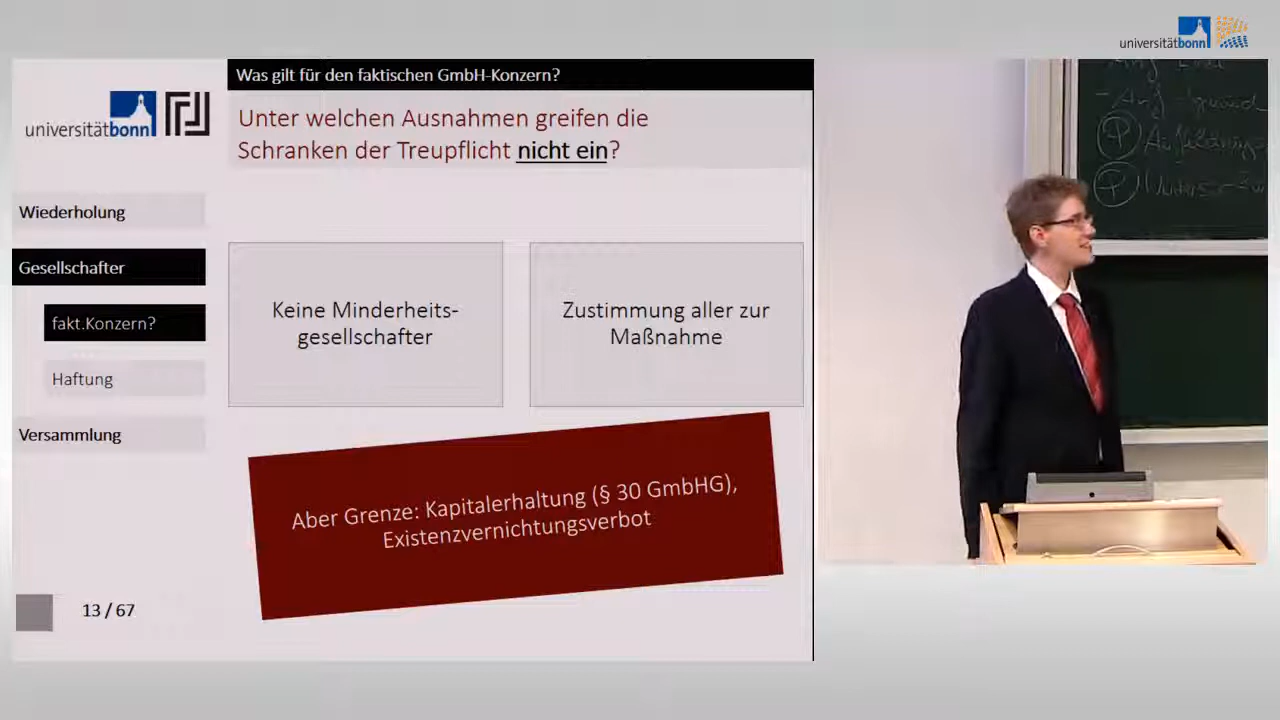 universitätbonn
Was gilt für den faktischen GmbH-Konzern?
universitätbonn
Unter welchen Ausnahmen greifen die
Schranken der Treupflicht nicht ein?
Wiederholung
Gesellschafter
fakt.Konzern?
Haftung
Versammlung
Keine Minderheits-
gesellschafter
Zustimmung aller zur
Maßnahme
Aber Grenze: Kapitalerhaltung (§ 30 GmbHG),
Existenzvernichtungsverbot
13 / 67